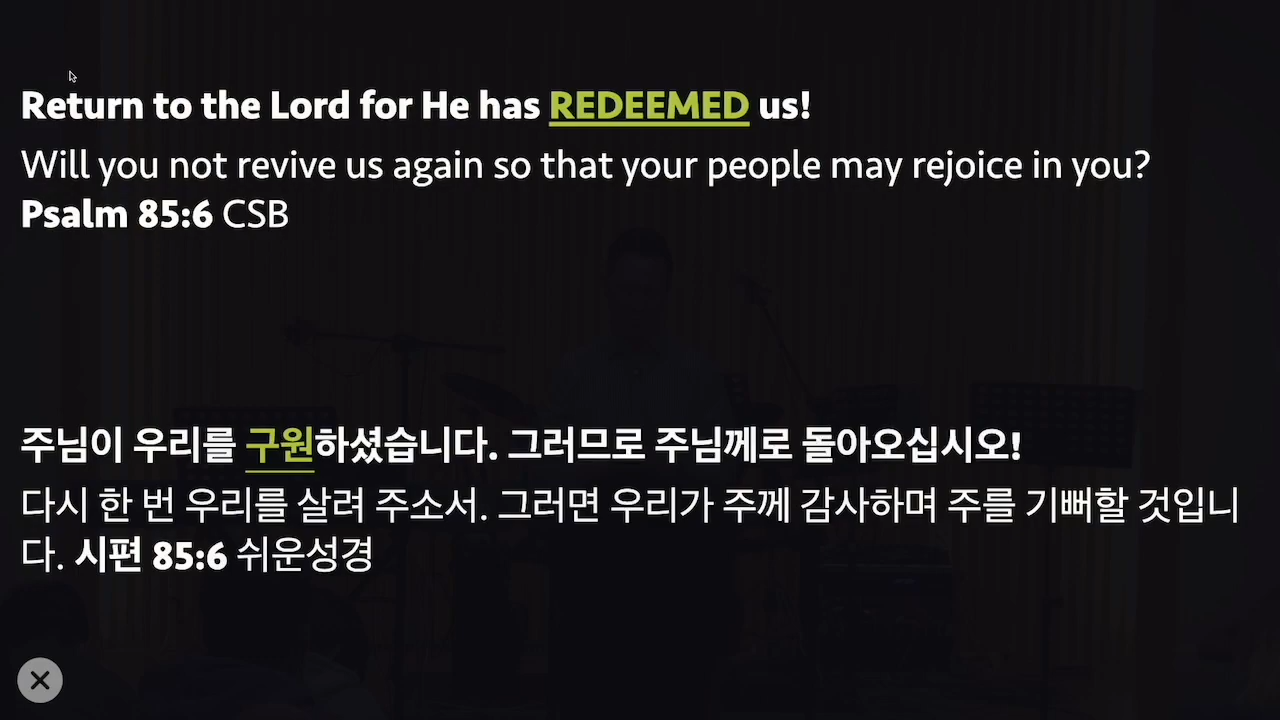 Return to the Lord for He has REDEEMED us!
Will you not revive us again so that your people may rejoice in you?
Psalm 85:6 CSB
주님이 우리를 구원하셨습니다. 그러므로 주님께로 돌아오십시오!
다시 한 번 우리를 살려 주소서. 그러면 우리가 주께 감사하며 주를 기뻐할 것입니
다. 시편 85:6 쉬운성경